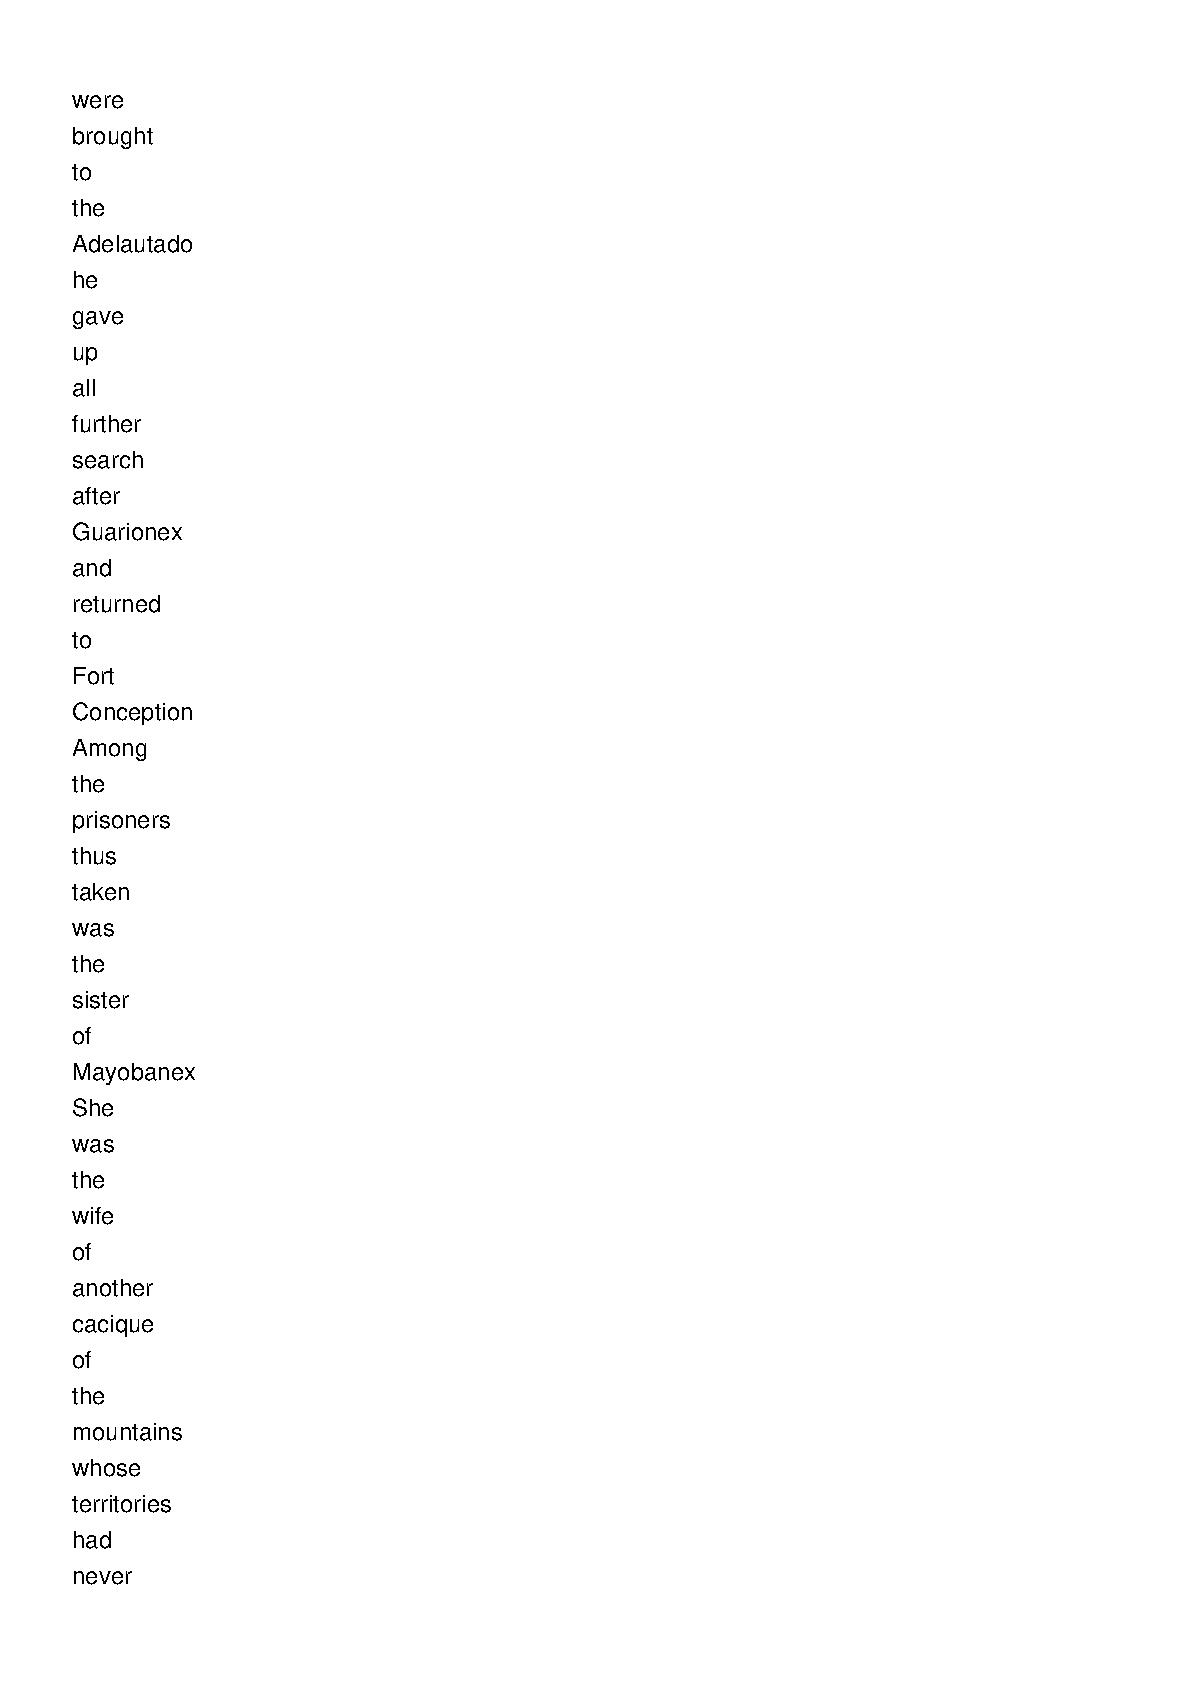 were
brought
to
the
Adelautado
he
gave
up
all
further
search
after
Guarionex
and
returned
to
Fort
Conception
Among
the
prisoners
thus
taken
was
the
sister
of
Mayobanex
She
was
the
wife
of
another
cacique
of
the
mountains
whose
territories
had
never